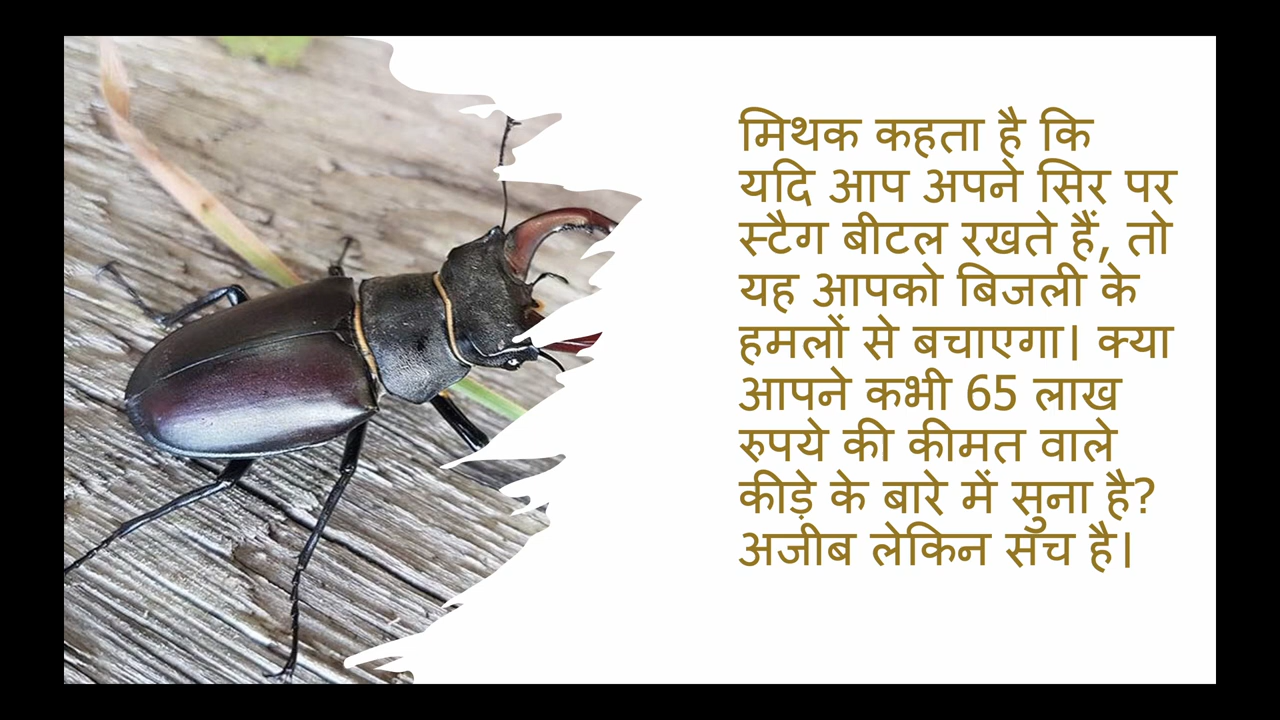 मिथक कहता है कि
यदि आप अपने सिर पर
स्टैग बीटल रखते हैं, तो
यह आपको बिजली के
हमलों से बचाएगा। क्या
आपने कभी 65 लाख
रुपये की कीमत वाले
कीड़े के बारे में सुना है?
अजीब लेकिन सच है।